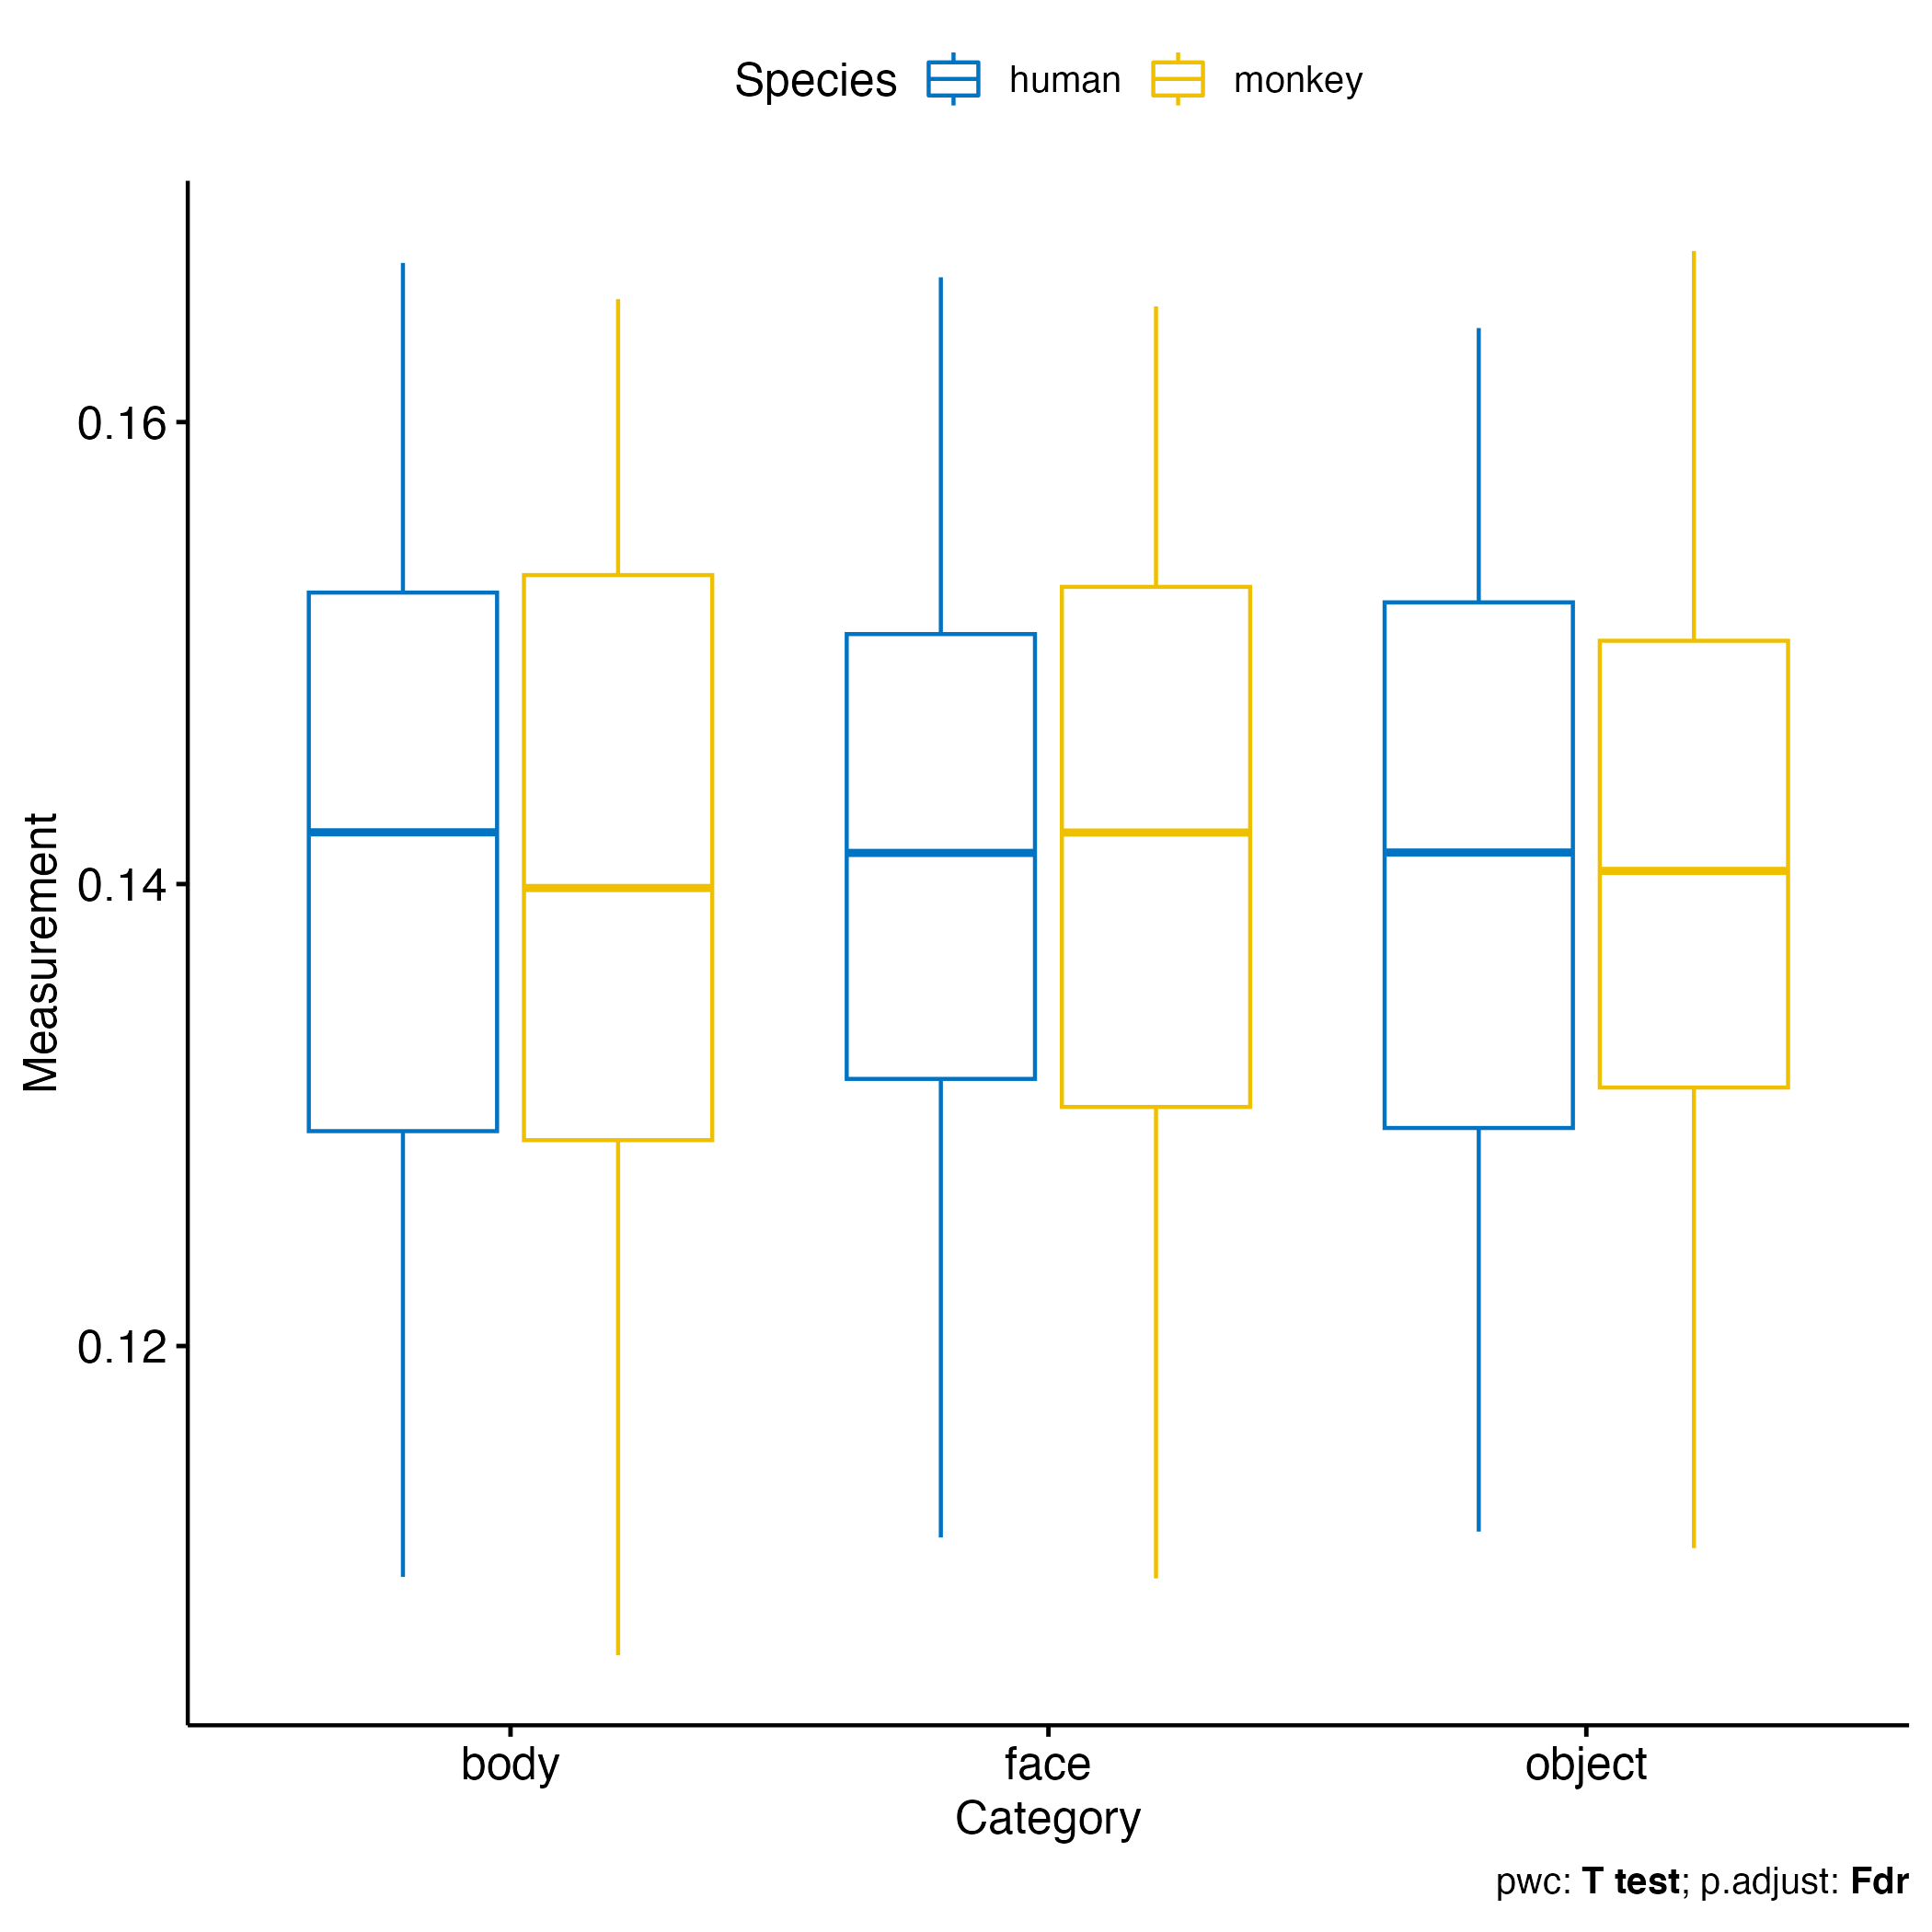 Species human monkey
0.16
0.14
0.12
Measurement
body face object
Category
pwc: T test; p.adjust: Fdr